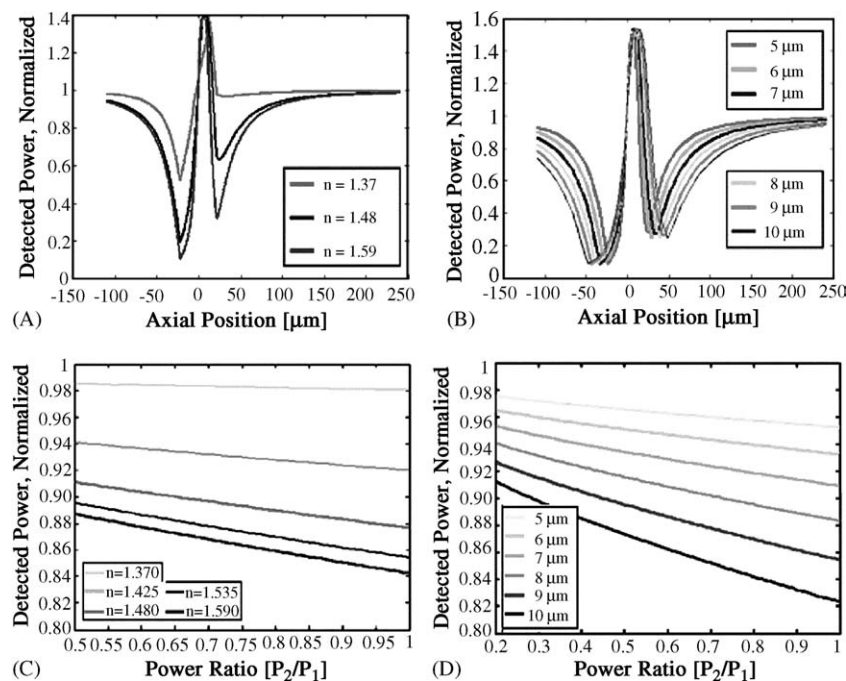 Detected Power, Normalized
1.4
1.2
1.0
0.8
0.6
0.4
0.2
0
n = 1.37
n = 1.48
n = 1.59
-150 -100 -50 0 50 100 150 200 250
(A) Axial Position [μm]
Detected Power, Normalized
1.6
1.4
1.2
1.0
0.8
0.6
0.4
0.2
0
5 μm
6 μm
7 μm
8 μm
9 μm
10 μm
-150 -100 -50 0 50 100 150 200 250
(B) Axial Position [μm]
Detected Power, Normalized
1
0.98
0.96
0.94
0.92
0.90
0.88
0.86
0.84
0.82
0.80
n=1.370
n=1.425 n=1.535
n=1.480 n=1.590
0.5 0.55 0.6 0.65 0.7 0.75 0.8 0.85 0.9 0.95 1
(C) Power Ratio [P₂/P₁]
Detected Power, Normalized
1
0.98
0.96
0.94
0.92
0.90
0.88
0.86
0.84
0.82
0.80
5 μm
6 μm
7 μm
8 μm
9 μm
10 μm
0.2 0.3 0.4 0.5 0.6 0.7 0.8 0.9 1
(D) Power Ratio [P₂/P₁]